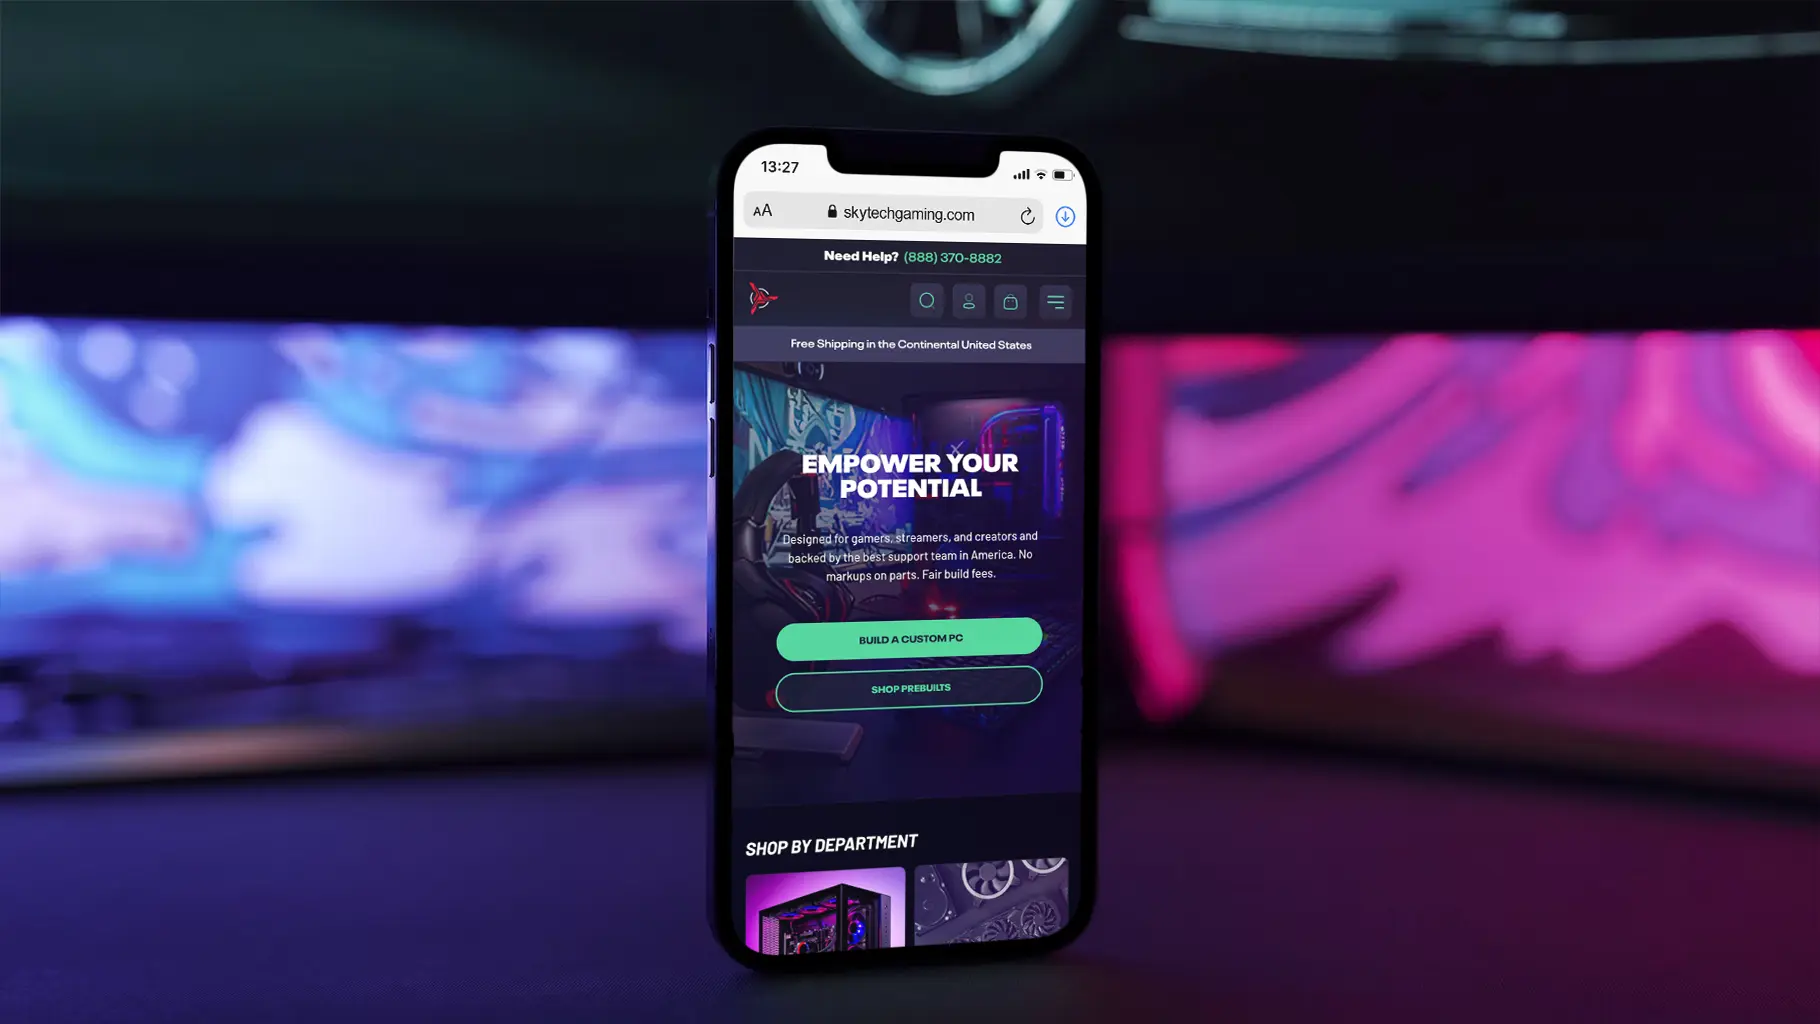 13:27
AA skytechgaming.com
Need Help? (888) 370-8882
Free Shipping in the Continental United States
EMPOWER YOUR
POTENTIAL
Designed for gamers, streamers, and creators and
backed by the best support team in America. No
markups on parts. Fair build fees.
BUILD A CUSTOM PC
SHOP PREBUILTS
SHOP BY DEPARTMENT